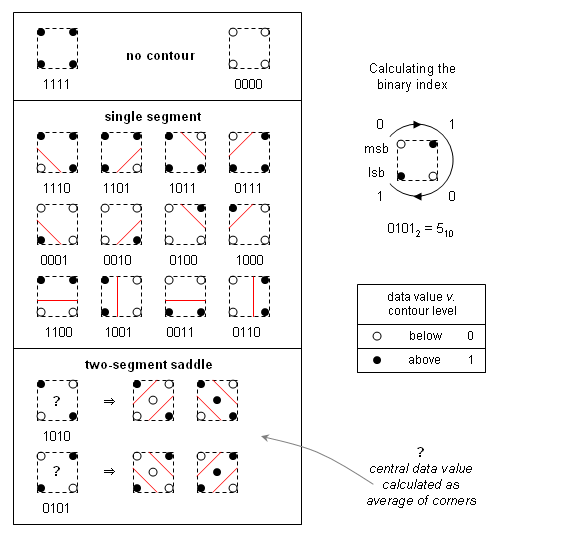 no contour
1111 0000
single segment
1110 1101 1011 0111
0001 0010 0100 1000
1100 1001 0011 0110
two-segment saddle
? ⇒
1010
? ⇒
0101
Calculating the
binary index
0 1
msb
lsb
1 0
0101₂ = 5₁₀
data value v.
contour level
below 0
above 1
?
central data value
calculated as
average of corners